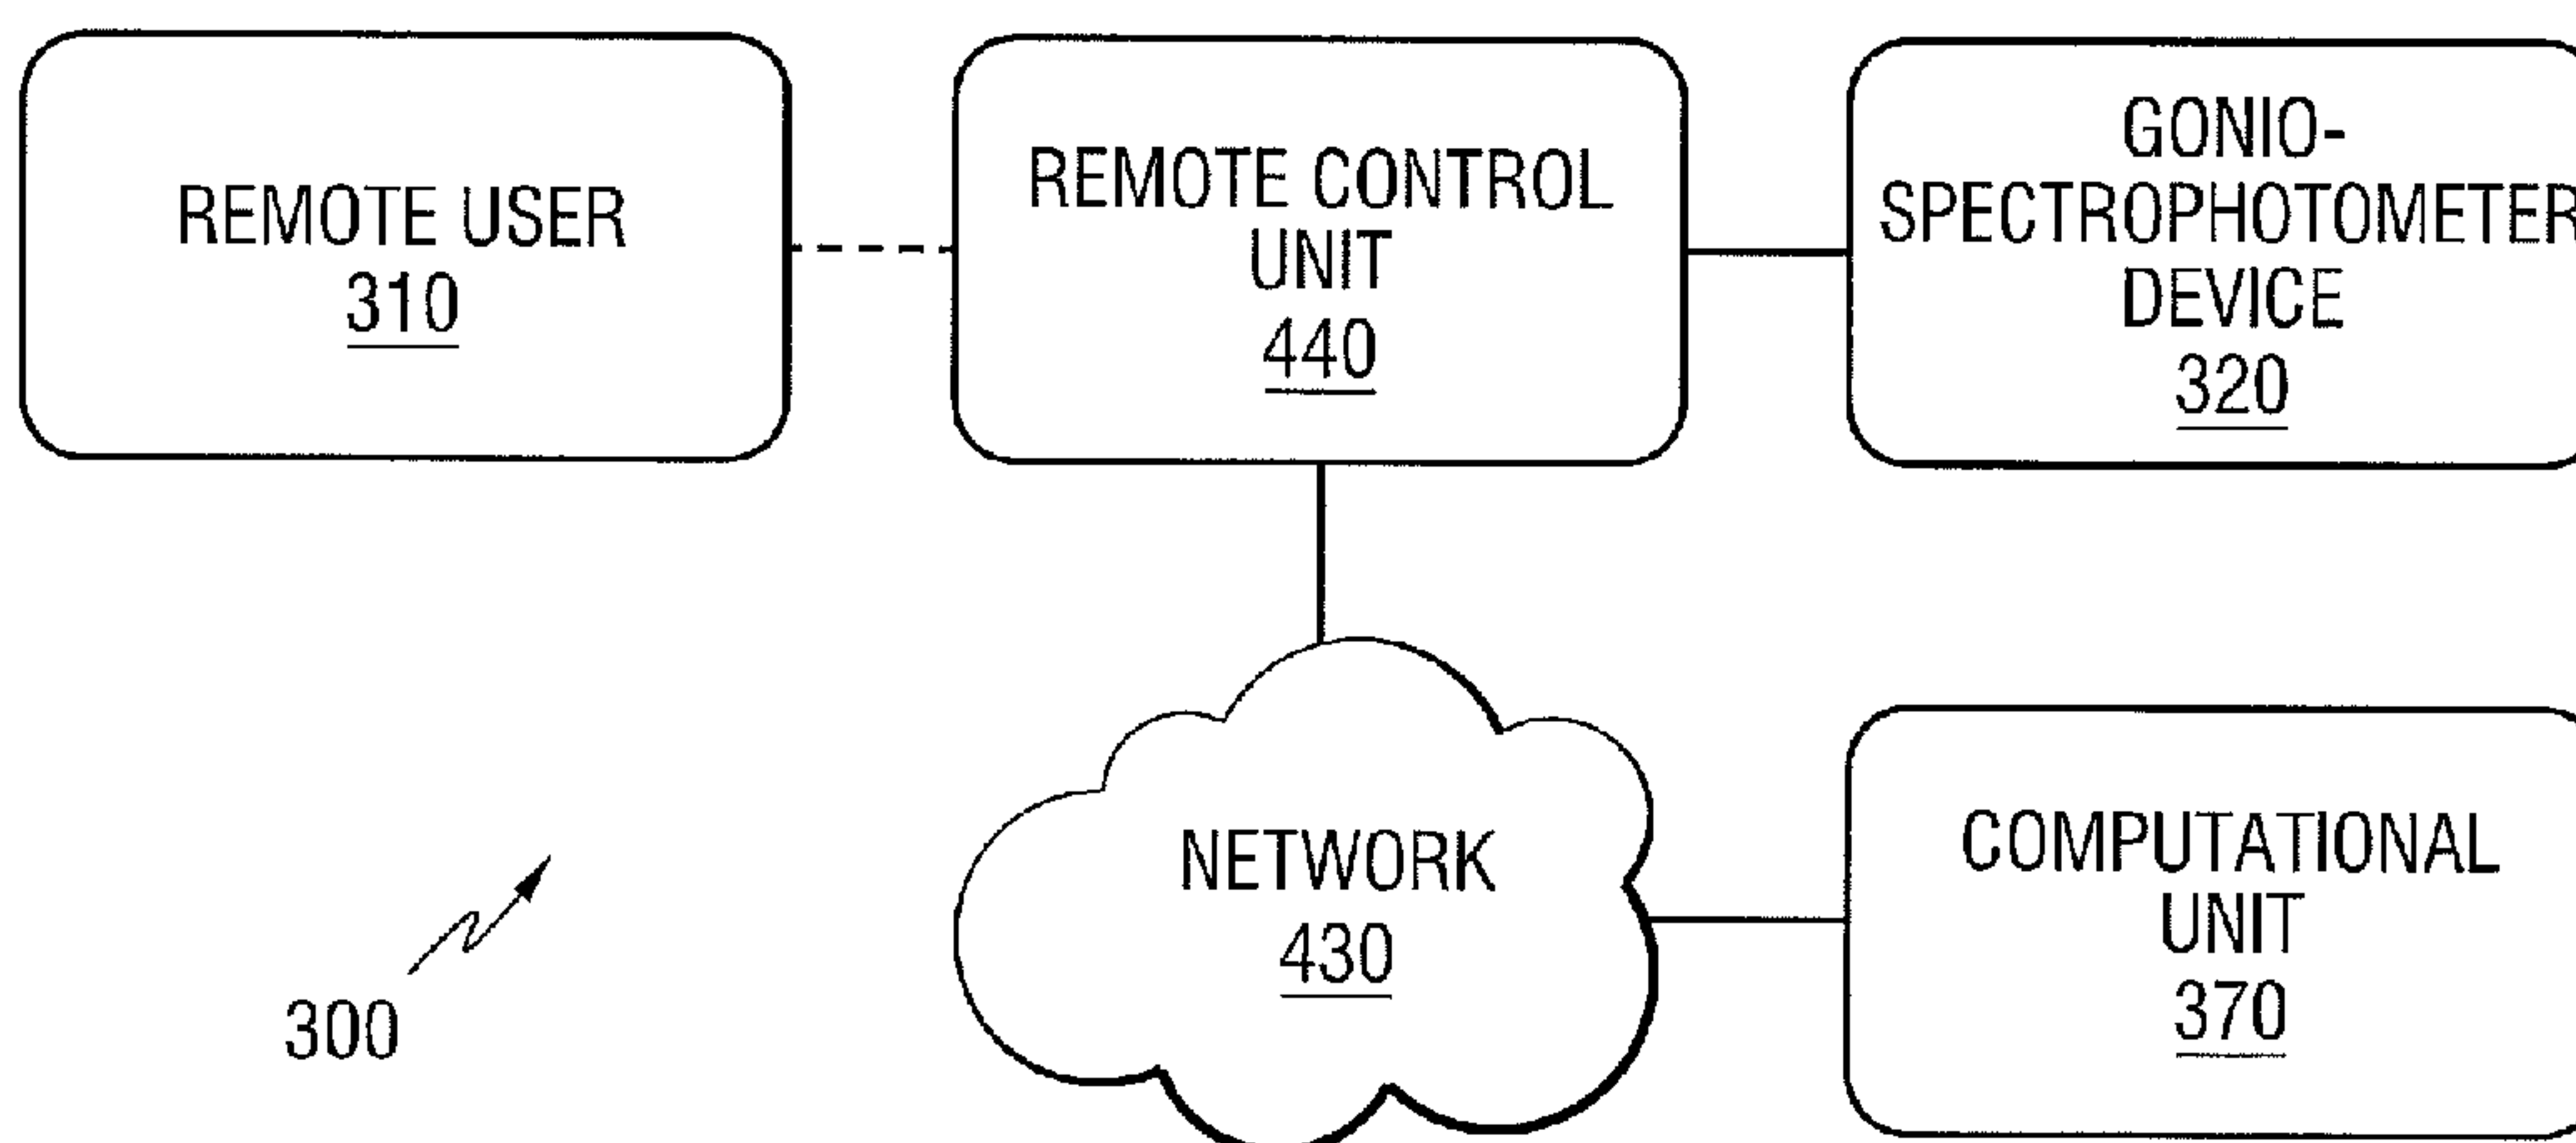 REMOTE USER
310
REMOTE CONTROL
UNIT
440
GONIO-
SPECTROPHOTOMETER
DEVICE
320
NETWORK
430
COMPUTATIONAL
UNIT
370
300